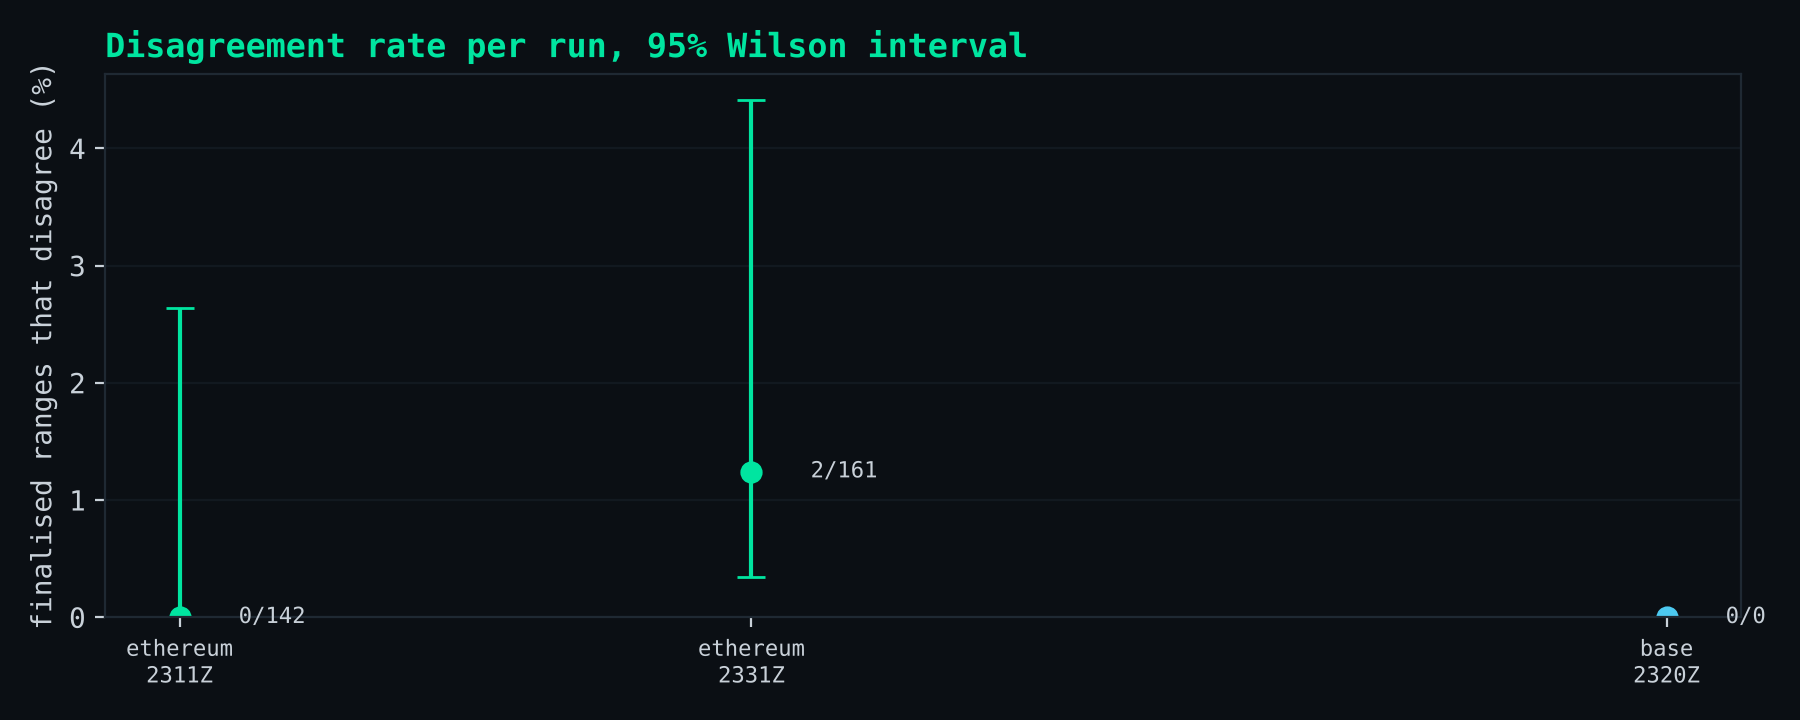 Disagreement rate per run, 95% Wilson interval
finalised ranges that disagree (%)
4
3
2
1
0
0/142
2/161
0/0
ethereum
2311Z
ethereum
2331Z
base
2320Z